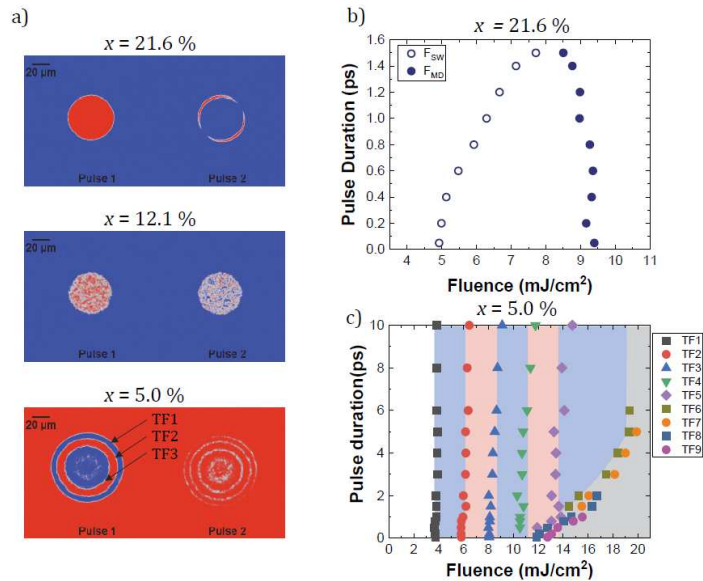 a)
x = 21.6 %
20 µm
Pulse 1
Pulse 2
x = 12.1 %
20 µm
Pulse 1
Pulse 2
x = 5.0 %
20 µm
TF1
TF2
TF3
Pulse 1
Pulse 2
b)
x = 21.6 %
Pulse Duration (ps)
1.6
1.4
1.2
1.0
0.8
0.6
0.4
0.2
0.0
F_SW
F_MD
4 5 6 7 8 9 10 11
Fluence (mJ/cm²)
c)
x = 5.0 %
Pulse duration(ps)
10
8
6
4
2
0
0 2 4 6 8 10 12 14 16 18 20
Fluence (mJ/cm²)
TF1
TF2
TF3
TF4
TF5
TF6
TF7
TF8
TF9